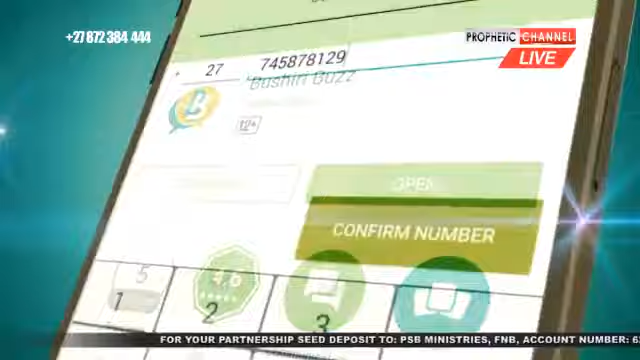 +27 872 384 444
PROPHETIC CHANNEL
LIVE
27 745878129
Bushiri Buzz
12+
OPEN
CONFIRM NUMBER
4.6
5
1
2
3
FOR YOUR PARTNERSHIP SEED DEPOSIT TO: PSB MINISTRIES, FNB, ACCOUNT NUMBER: 6